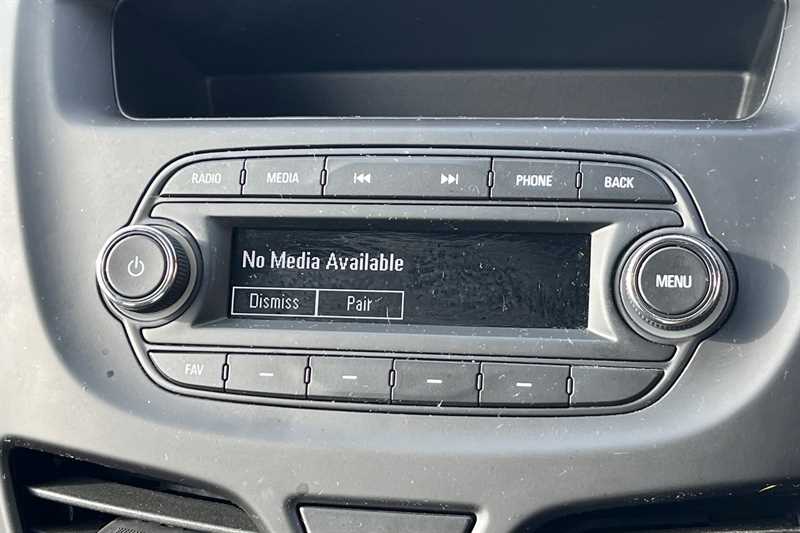 RADIO MEDIA PHONE BACK
No Media Available
MENU
Dismiss Pair
FAV